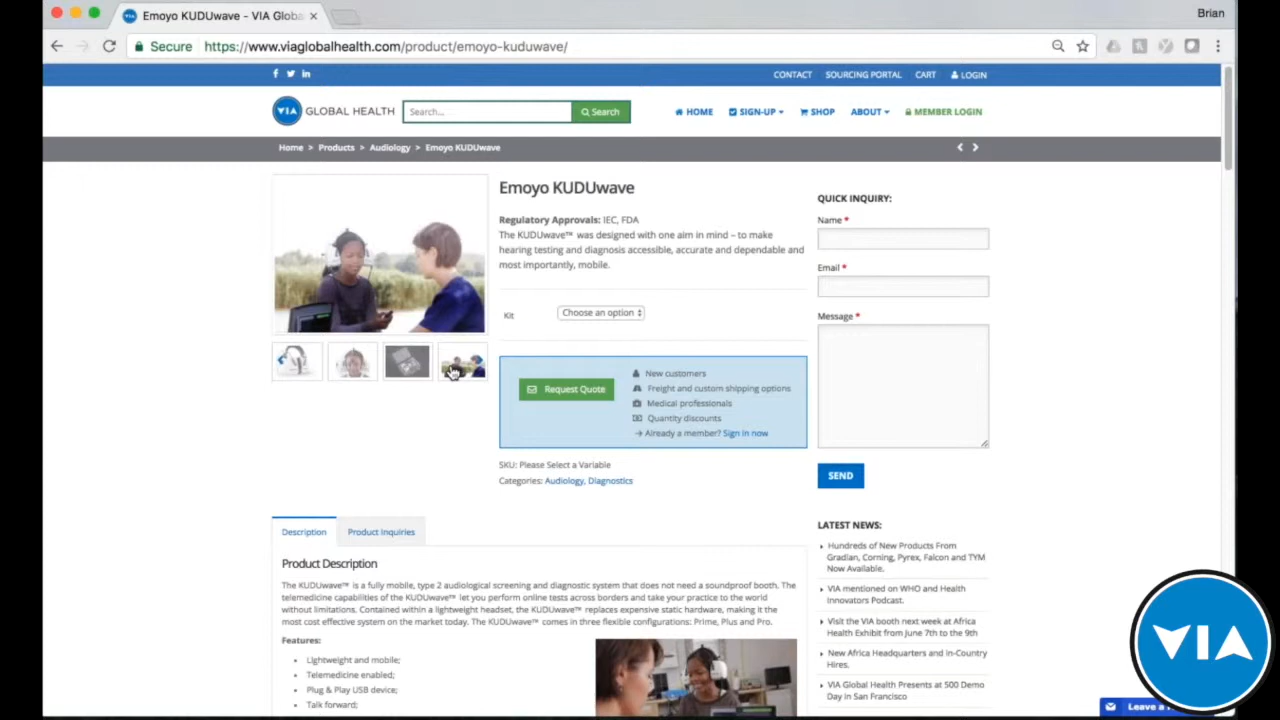 Emoyo KUDUwave - VIA Globa
Brian
Secure https://www.viaglobalhealth.com/product/emoyo-kuduwave/
CONTACT SOURCING PORTAL CART LOGIN
VIA GLOBAL HEALTH Search... Search HOME SIGN-UP SHOP ABOUT MEMBER LOGIN
Home > Products > Audiology > Emoyo KUDUwave
Emoyo KUDUwave
Regulatory Approvals: IEC, FDA
The KUDUwave™ was designed with one aim in mind – to make
hearing testing and diagnosis accessible, accurate and dependable and
most importantly, mobile.
Kit Choose an option
Request Quote
New customers
Freight and custom shipping options
Medical professionals
Quantity discounts
Already a member? Sign in now
SKU: Please Select a Variable
Categories: Audiology, Diagnostics
QUICK INQUIRY:
Name *
Email *
Message *
SEND
Description Product Inquiries
Product Description
The KUDUwave™ is a fully mobile, type 2 audiological screening and diagnostic system that does not need a soundproof booth. The
telemedicine capabilities of the KUDUwave™ let you perform online tests across borders and take your practice to the world
without limitations. Contained within a lightweight headset, the KUDUwave™ replaces expensive static hardware, making it the
most cost effective system on the market today. The KUDUwave™ comes in three flexible configurations: Prime, Plus and Pro.
Features:
Lightweight and mobile;
Telemedicine enabled;
Plug & Play USB device;
Talk forward;
LATEST NEWS:
Hundreds of New Products From
Gradian, Corning, Pyrex, Falcon and TYM
Now Available.
VIA mentioned on WHO and Health
Innovators Podcast.
Visit the VIA booth next week at Africa
Health Exhibit from June 7th to the 9th
New Africa Headquarters and in-Country
Hires.
VIA Global Health Presents at 500 Demo
Day in San Francisco
Leave a
VIA